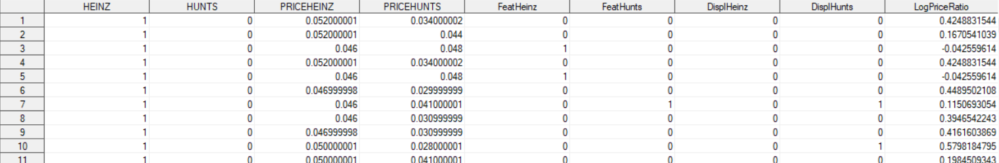 HEINZ HUNTS PRICEHEINZ PRICEHUNTS FeatHeinz FeatHunts DisplHeinz DisplHunts LogPriceRatio
1 1 0 0.052000001 0.034000002 0 0 0 0 0.4248831544
2 1 0 0.052000001 0.044 0 0 0 0 0.1670541039
3 1 0 0.046 0.048 1 0 0 0 -0.042559614
4 1 0 0.052000001 0.034000002 0 0 0 0 0.4248831544
5 1 0 0.046 0.048 1 0 0 0 -0.042559614
6 1 0 0.046999998 0.029999999 0 0 0 0 0.4489502108
7 1 0 0.046 0.041000001 0 1 0 1 0.1150693054
8 1 0 0.046 0.030999999 0 0 0 0 0.3946542243
9 1 0 0.046999998 0.030999999 0 0 0 0 0.4161603869
10 1 0 0.050000001 0.028000001 0 0 0 1 0.5798184795
11 1 0 0.050000001 0.041000001 0 0 0 0 0.1984509343